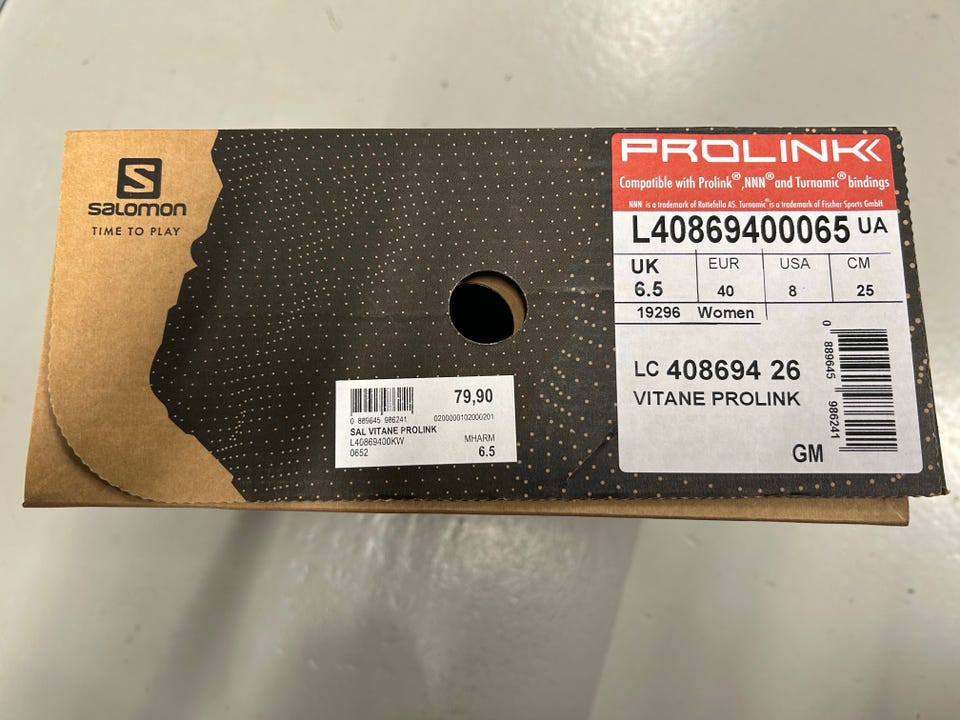 salomon
TIME TO PLAY
PROLINK
Compatible with Prolink®, NNN® and Turnamic® bindings
NNN is a trademark of Rottefella AS. Turnamic® is a trademark of Fischer Sports GmbH
L40869400065 UA
UK EUR USA CM
6.5 40 8 25
19296 Women
LC 408694 26
VITANE PROLINK
0 889645 986241
GM
79,90
0 889645 986241 0200000102000201
SAL VITANE PROLINK
L40869400KW MHARM
0652 6.5